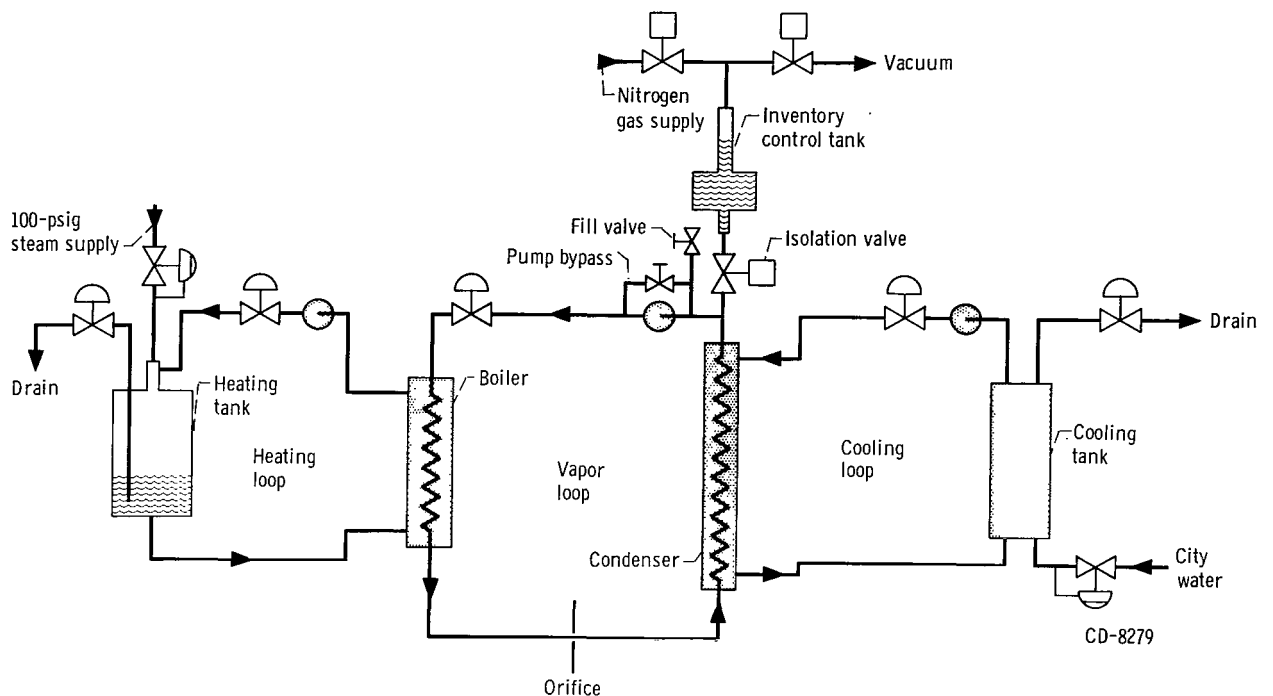 Vacuum
Nitrogen
gas supply
Inventory
control tank
100-psig
steam supply
Fill valve
Isolation valve
Pump bypass
Drain
Drain
Heating
tank
Boiler
Heating
loop
Vapor
loop
Cooling
loop
Cooling
tank
Condenser
City
water
CD-8279
Orifice